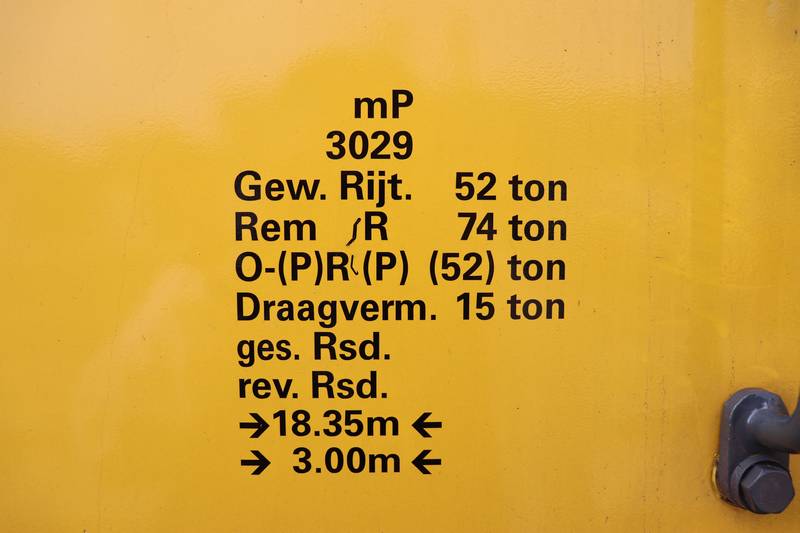 mP
3029
Gew. Rijt. 52 ton
Rem R 74 ton
O-(P)R (P) (52) ton
Draagverm. 15 ton
ges. Rsd.
rev. Rsd.
→18.35m ←
→ 3.00m ←